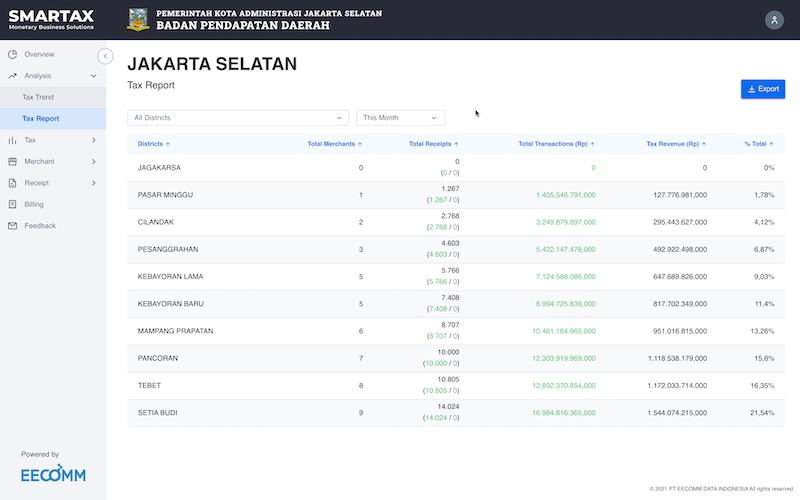 SMARTAX
Monetary Business Solutions
PEMERINTAH KOTA ADMINISTRASI JAKARTA SELATAN
BADAN PENDAPATAN DAERAH
Overview
Analysis
Tax Trend
Tax Report
Tax
Merchant
Receipt
Billing
Feedback
Powered by
EECOMM
JAKARTA SELATAN
Tax Report
Export
All Districts This Month
Districts Total Merchants Total Receipts Total Transactions (Rp) Tax Revenue (Rp) % Total
JAGAKARSA 0 0 0 0 0%
(0 / 0)
PASAR MINGGU 1 1.267 1.405.546.791,000 127.776.981,000 1,78%
(1.267 / 0)
CILANDAK 2 2.768 3.249.879.897,000 295.443.627,000 4,12%
(2.768 / 0)
PESANGGRAHAN 3 4.603 5.422.147.478,000 492.922.498,000 6,87%
(4.603 / 0)
KEBAYORAN LAMA 5 5.766 7.124.588.086,000 647.689.826,000 9,03%
(5.766 / 0)
KEBAYORAN BARU 5 7.408 8.994.725.839,000 817.702.349,000 11,4%
(7.408 / 0)
MAMPANG PRAPATAN 6 8.707 10.461.184.965,000 951.016.815,000 13,26%
(8.707 / 0)
PANCORAN 7 10.000 12.303.919.969,000 1.118.538.179,000 15,6%
(10.000 / 0)
TEBET 8 10.805 12.892.370.854,000 1.172.033.714,000 16,35%
(10.805 / 0)
SETIA BUDI 9 14.024 16.984.816.365,000 1.544.074.215,000 21,54%
(14.024 / 0)
© 2021 PT EECOMM DATA INDONESIA All rights reserved